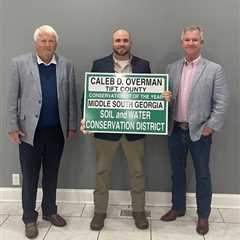 CALEB D. OVERMAN
TIFT COUNTY
CONSERVATIONIST OF THE YEAR
MIDDLE SOUTH GEORGIA
SOIL AND WATER
CONSERVATION DISTRICT